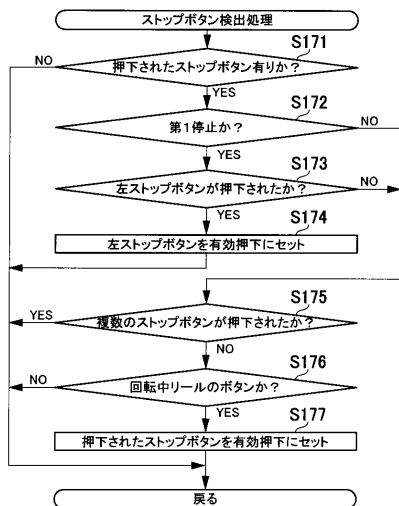 ストップボタン検出処理
S171
押下されたストップボタン有りか?
NO
YES
S172
第1停止か?
NO
YES
S173
左ストップボタンが押下されたか?
NO
YES
S174
左ストップボタンを有効押下にセット
S175
複数のストップボタンが押下されたか?
YES
NO
S176
回転中リールのボタンか?
NO
YES
S177
押下されたストップボタンを有効押下にセット
戻る